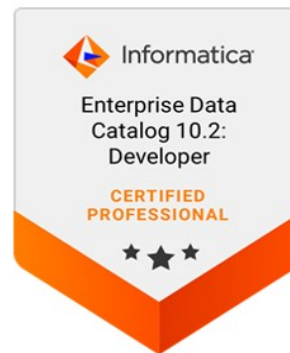 Informatica
Enterprise Data
Catalog 10.2:
Developer
CERTIFIED
PROFESSIONAL